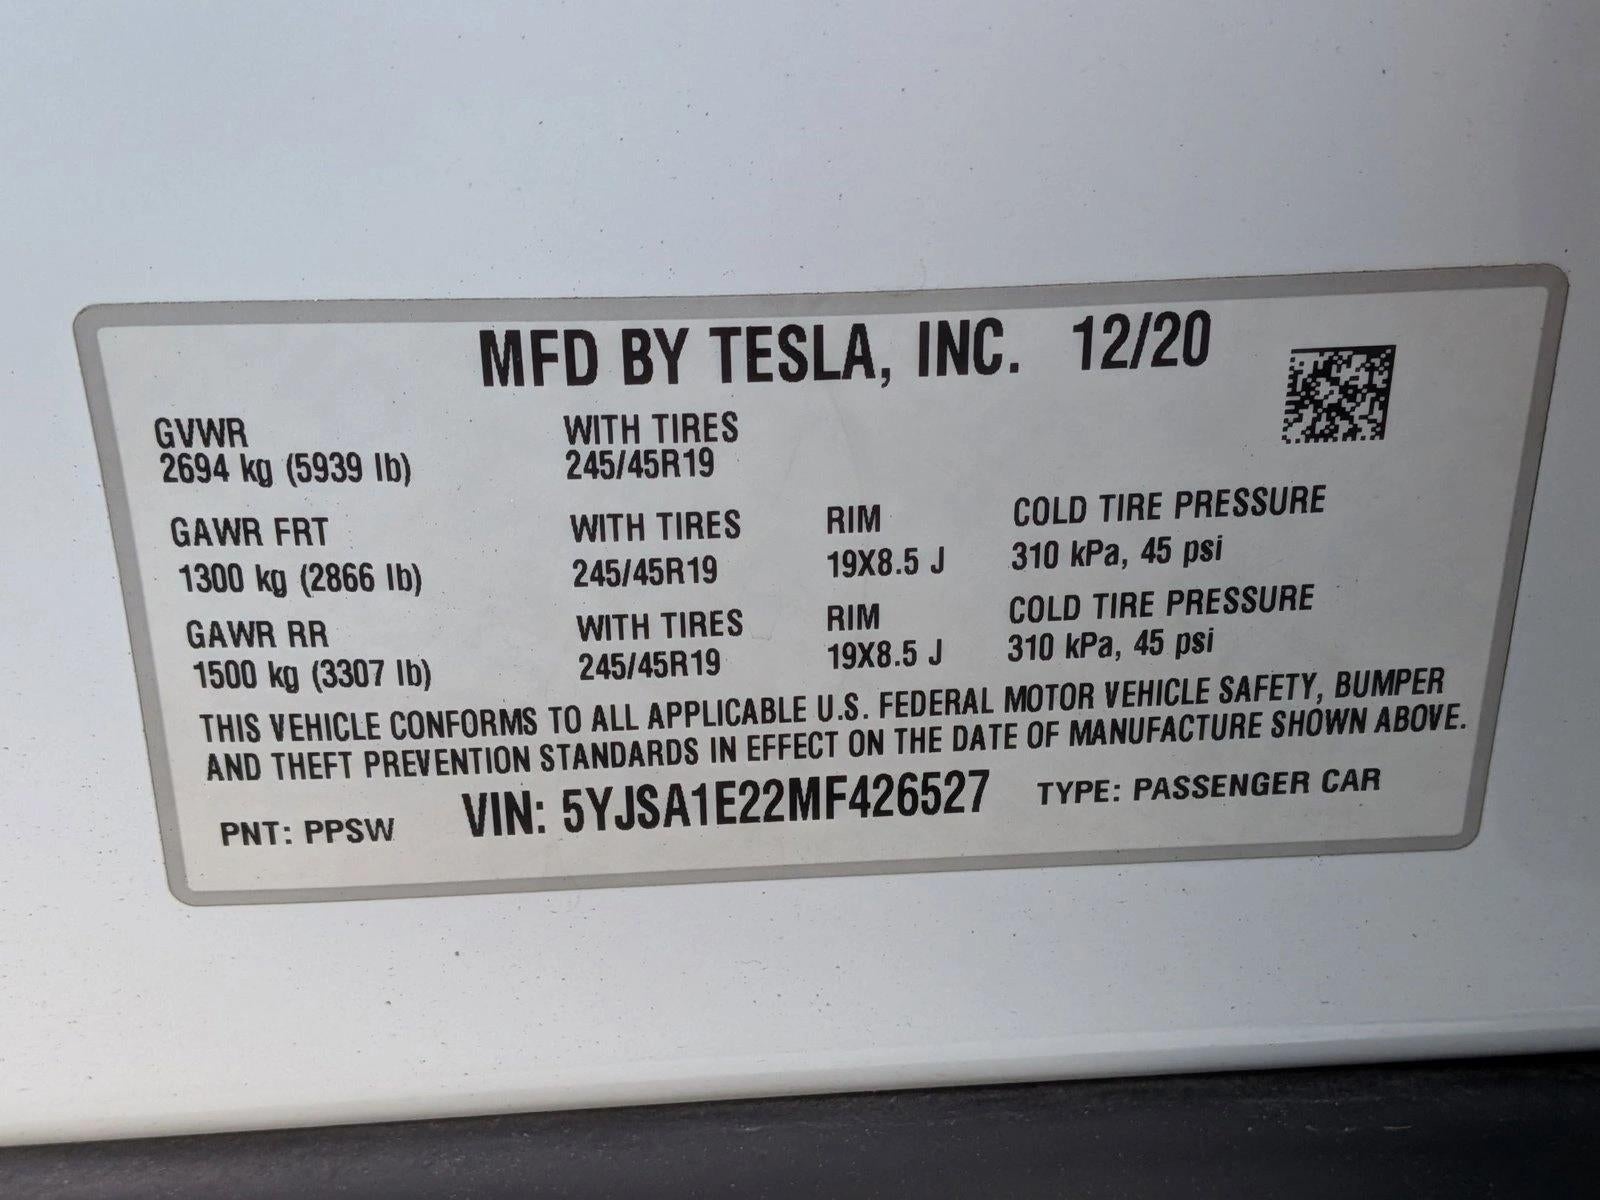 MFD BY TESLA, INC. 12/20
GVWR WITH TIRES
2694 kg (5939 lb) 245/45R19
GAWR FRT WITH TIRES RIM COLD TIRE PRESSURE
1300 kg (2866 lb) 245/45R19 19X8.5 J 310 kPa, 45 psi
GAWR RR WITH TIRES RIM COLD TIRE PRESSURE
1500 kg (3307 lb) 245/45R19 19X8.5 J 310 kPa, 45 psi
THIS VEHICLE CONFORMS TO ALL APPLICABLE U.S. FEDERAL MOTOR VEHICLE SAFETY, BUMPER
AND THEFT PREVENTION STANDARDS IN EFFECT ON THE DATE OF MANUFACTURE SHOWN ABOVE.
PNT: PPSW VIN: 5YJSA1E22MF426527 TYPE: PASSENGER CAR